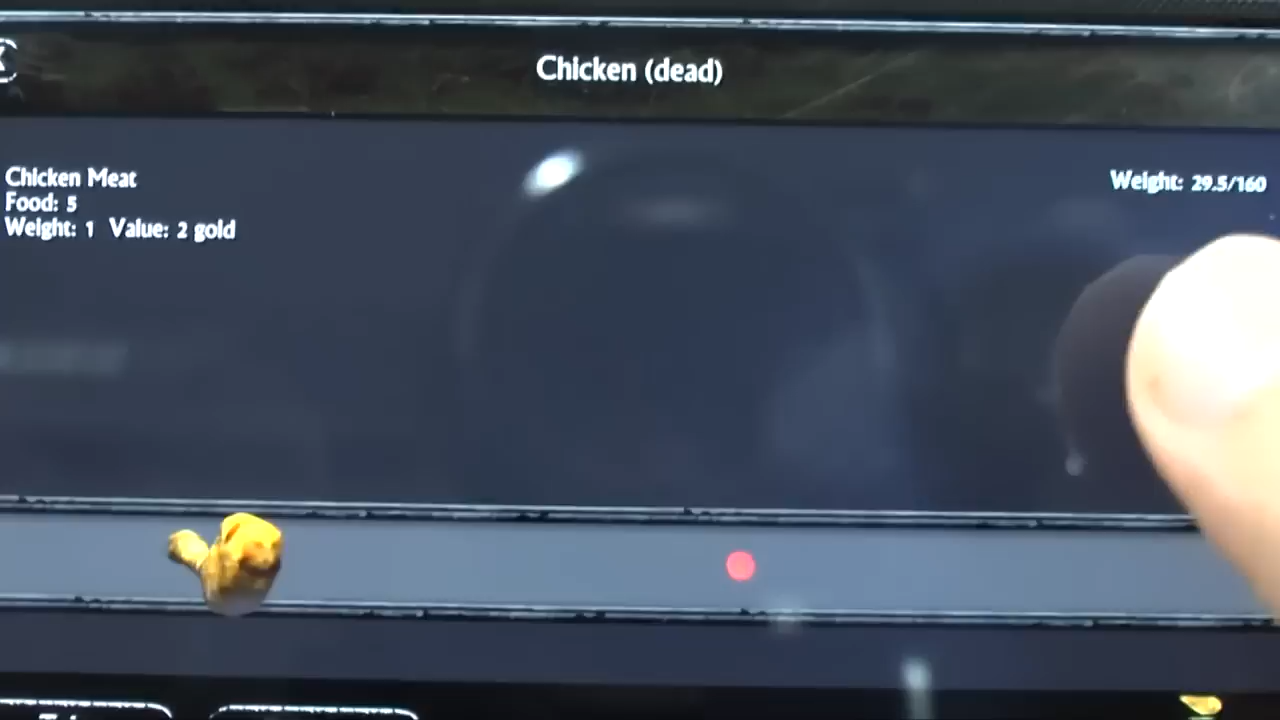 Chicken (dead)
Chicken Meat
Weight: 29.5/160
Food: 5
Weight: 1 Value: 2 gold